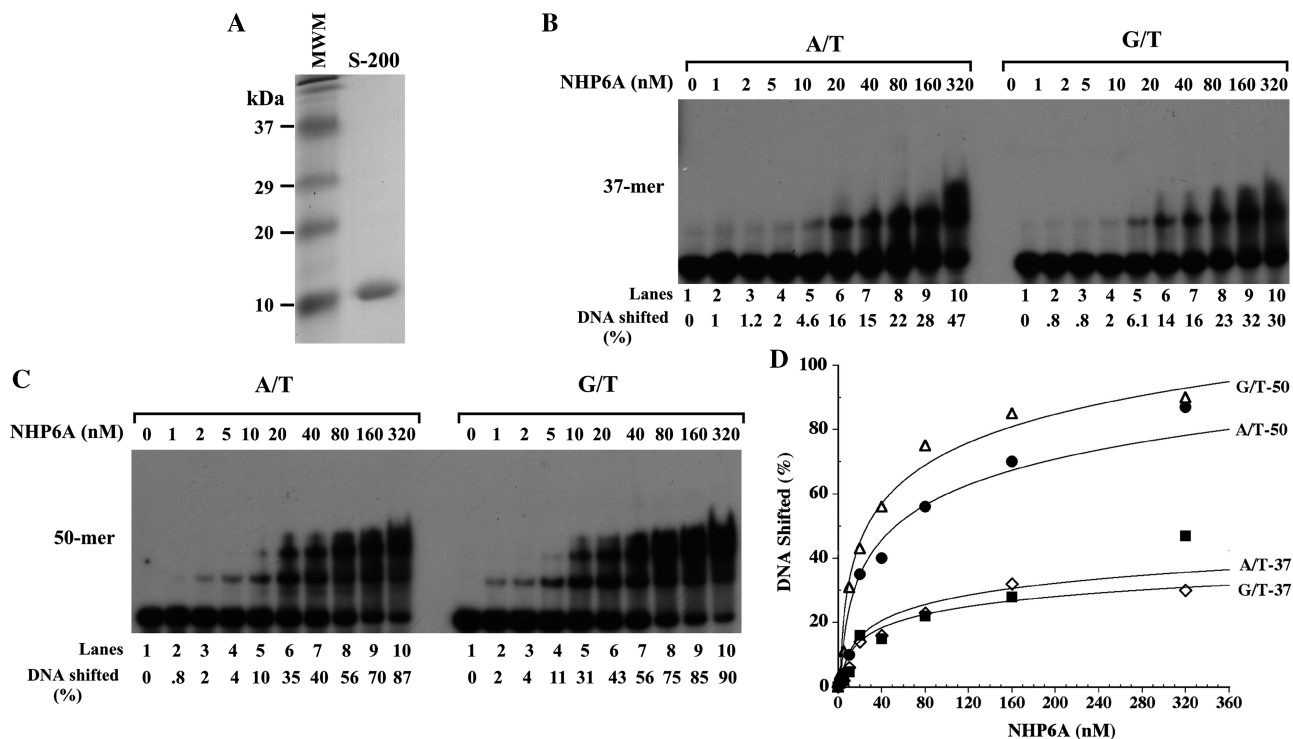 A
MWM
S-200
kDa
37
29
20
10
B
A/T
G/T
NHP6A (nM)
0 1 2 5 10 20 40 80 160 320
0 1 2 5 10 20 40 80 160 320
37-mer
Lanes
1 2 3 4 5 6 7 8 9 10
1 2 3 4 5 6 7 8 9 10
DNA shifted
(%)
0 1 1.2 2 4.6 16 15 22 28 47
0 .8 .8 2 6.1 14 16 23 32 30
C
A/T
G/T
NHP6A (nM)
0 1 2 5 10 20 40 80 160 320
0 1 2 5 10 20 40 80 160 320
50-mer
Lanes
1 2 3 4 5 6 7 8 9 10
1 2 3 4 5 6 7 8 9 10
DNA shifted
(%)
0 .8 2 4 10 35 40 56 70 87
0 2 4 11 31 43 56 75 85 90
D
DNA Shifted (%)
100
80
60
40
20
0
G/T-50
A/T-50
A/T-37
G/T-37
0 40 80 120 160 200 240 280 320 360
NHP6A (nM)